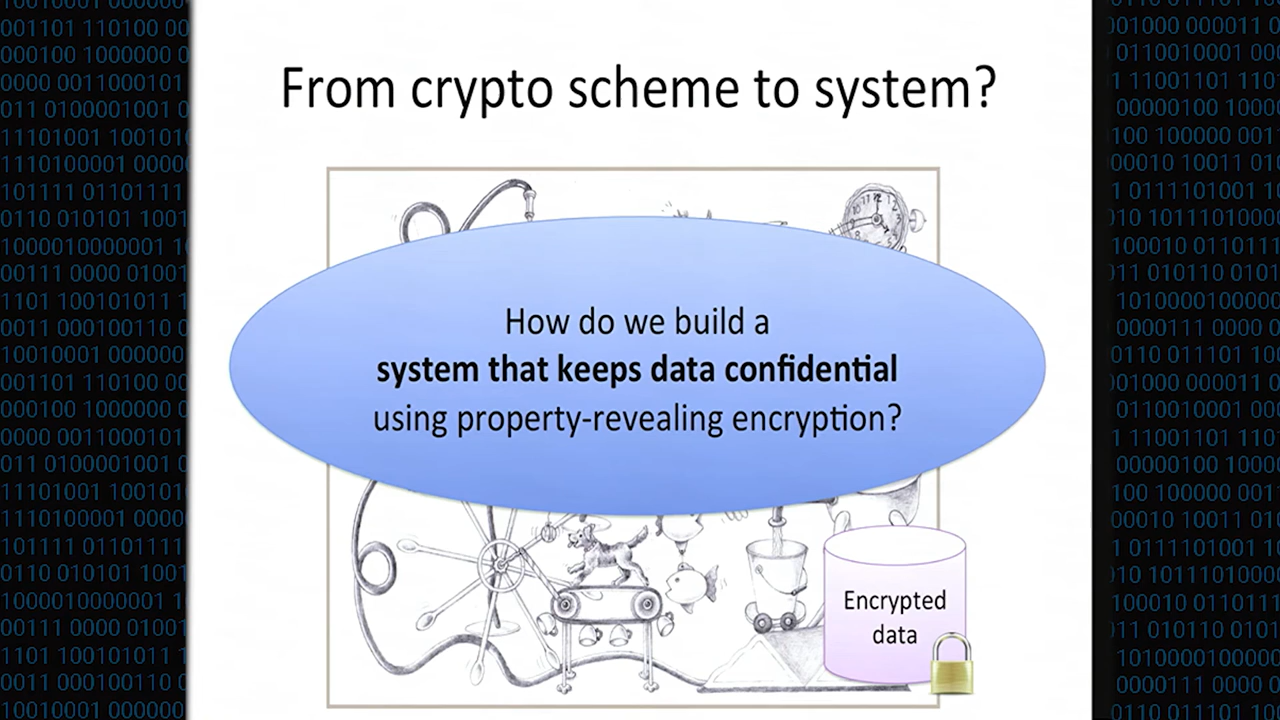 From crypto scheme to system?
How do we build a
system that keeps data confidential
using property-revealing encryption?
Encrypted
data